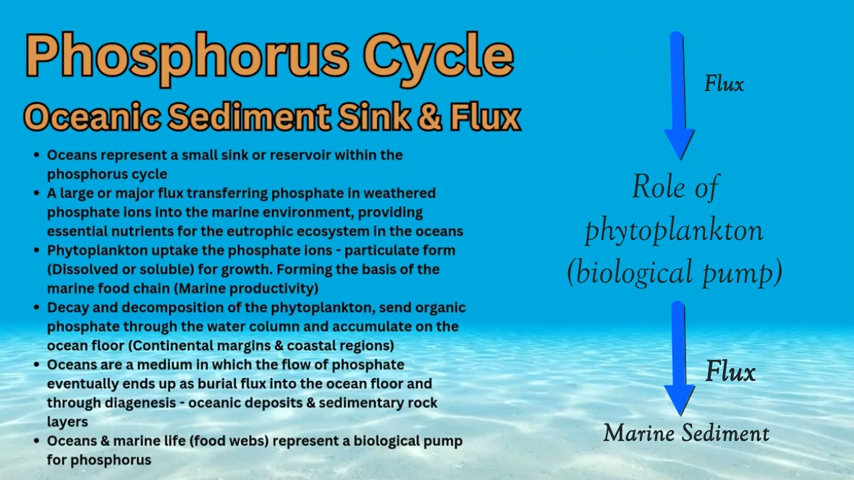 Phosphorus Cycle
Oceanic Sediment Sink & Flux
• Oceans represent a small sink or reservoir within the
phosphorus cycle
• A large or major flux transferring phosphate in weathered
phosphate ions into the marine environment, providing
essential nutrients for the eutrophic ecosystem in the oceans
• Phytoplankton uptake the phosphate ions - particulate form
(Dissolved or soluble) for growth. Forming the basis of the
marine food chain (Marine productivity)
• Decay and decomposition of the phytoplankton, send organic
phosphate through the water column and accumulate on the
ocean floor (Continental margins & coastal regions)
• Oceans are a medium in which the flow of phosphate
eventually ends up as burial flux into the ocean floor and
through diagenesis - oceanic deposits & sedimentary rock
layers
• Oceans & marine life (food webs) represent a biological pump
for phosphorus
Flux
Role of
phytoplankton
(biological pump)
Flux
Marine Sediment